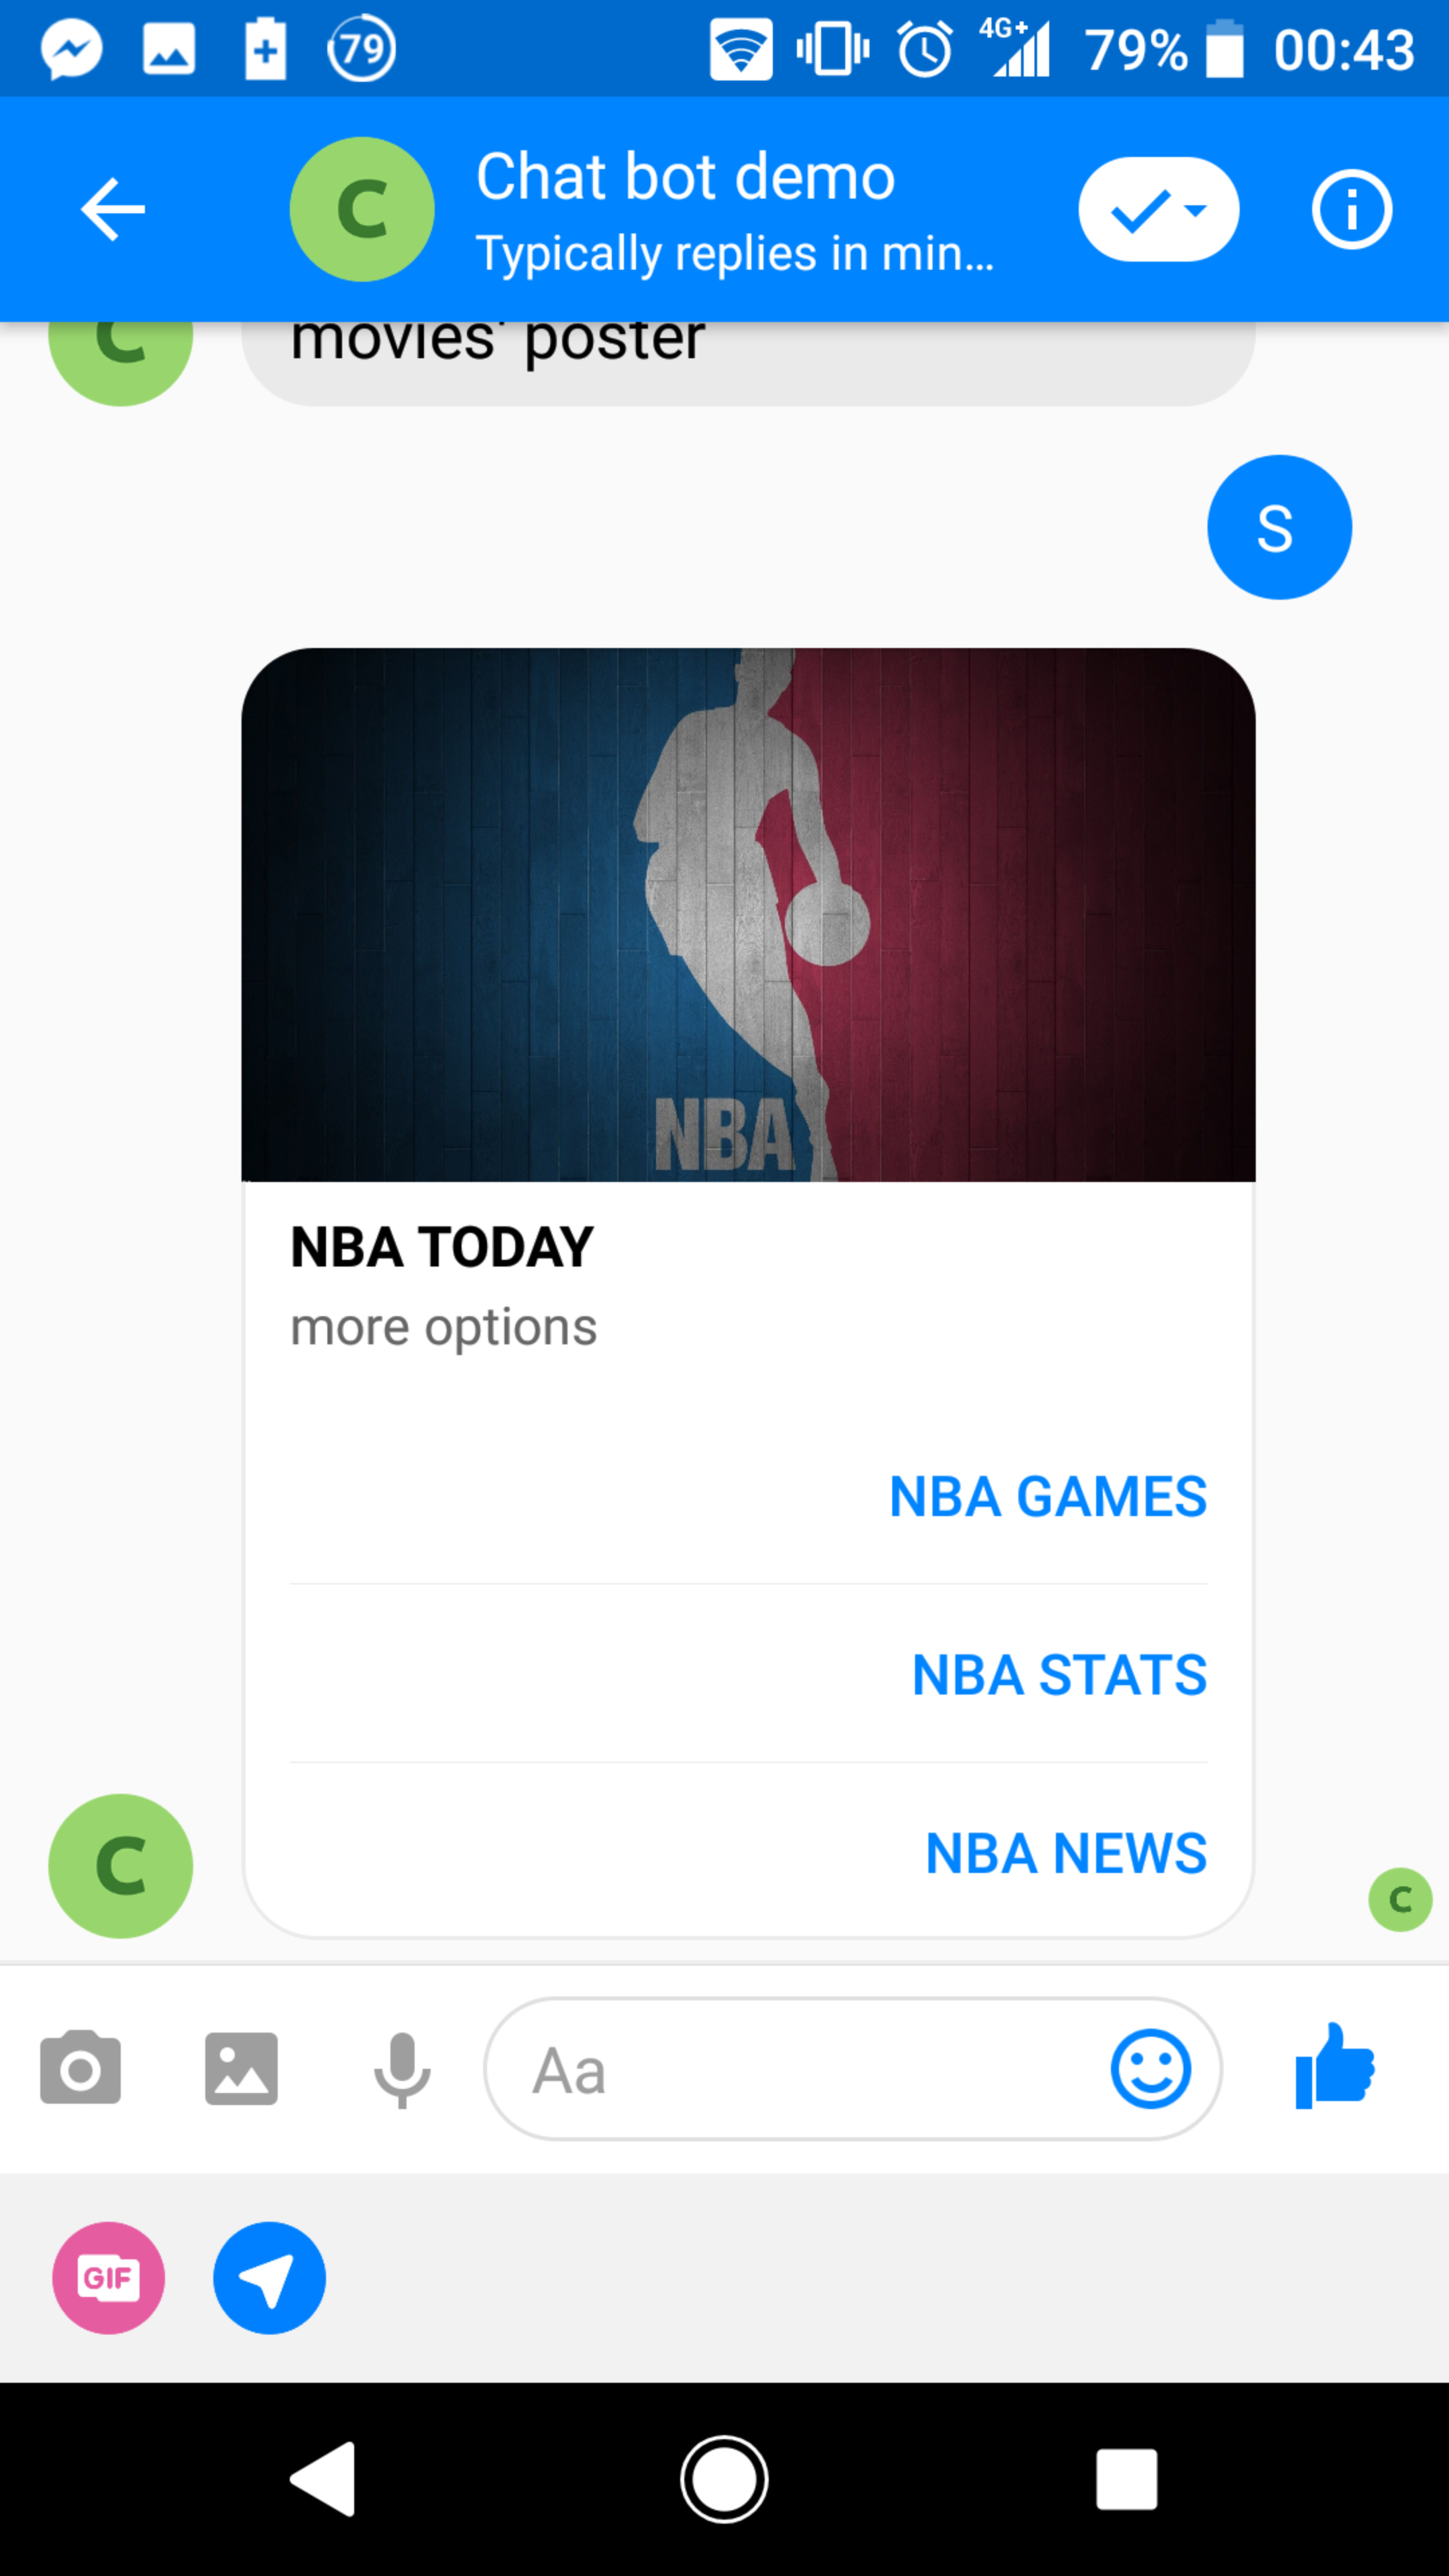 79
4G+
79%
00:43
C
Chat bot demo
Typically replies in min...
C
movies' poster
S
NBA
NBA TODAY
more options
NBA GAMES
NBA STATS
NBA NEWS
C
C
Aa
GIF